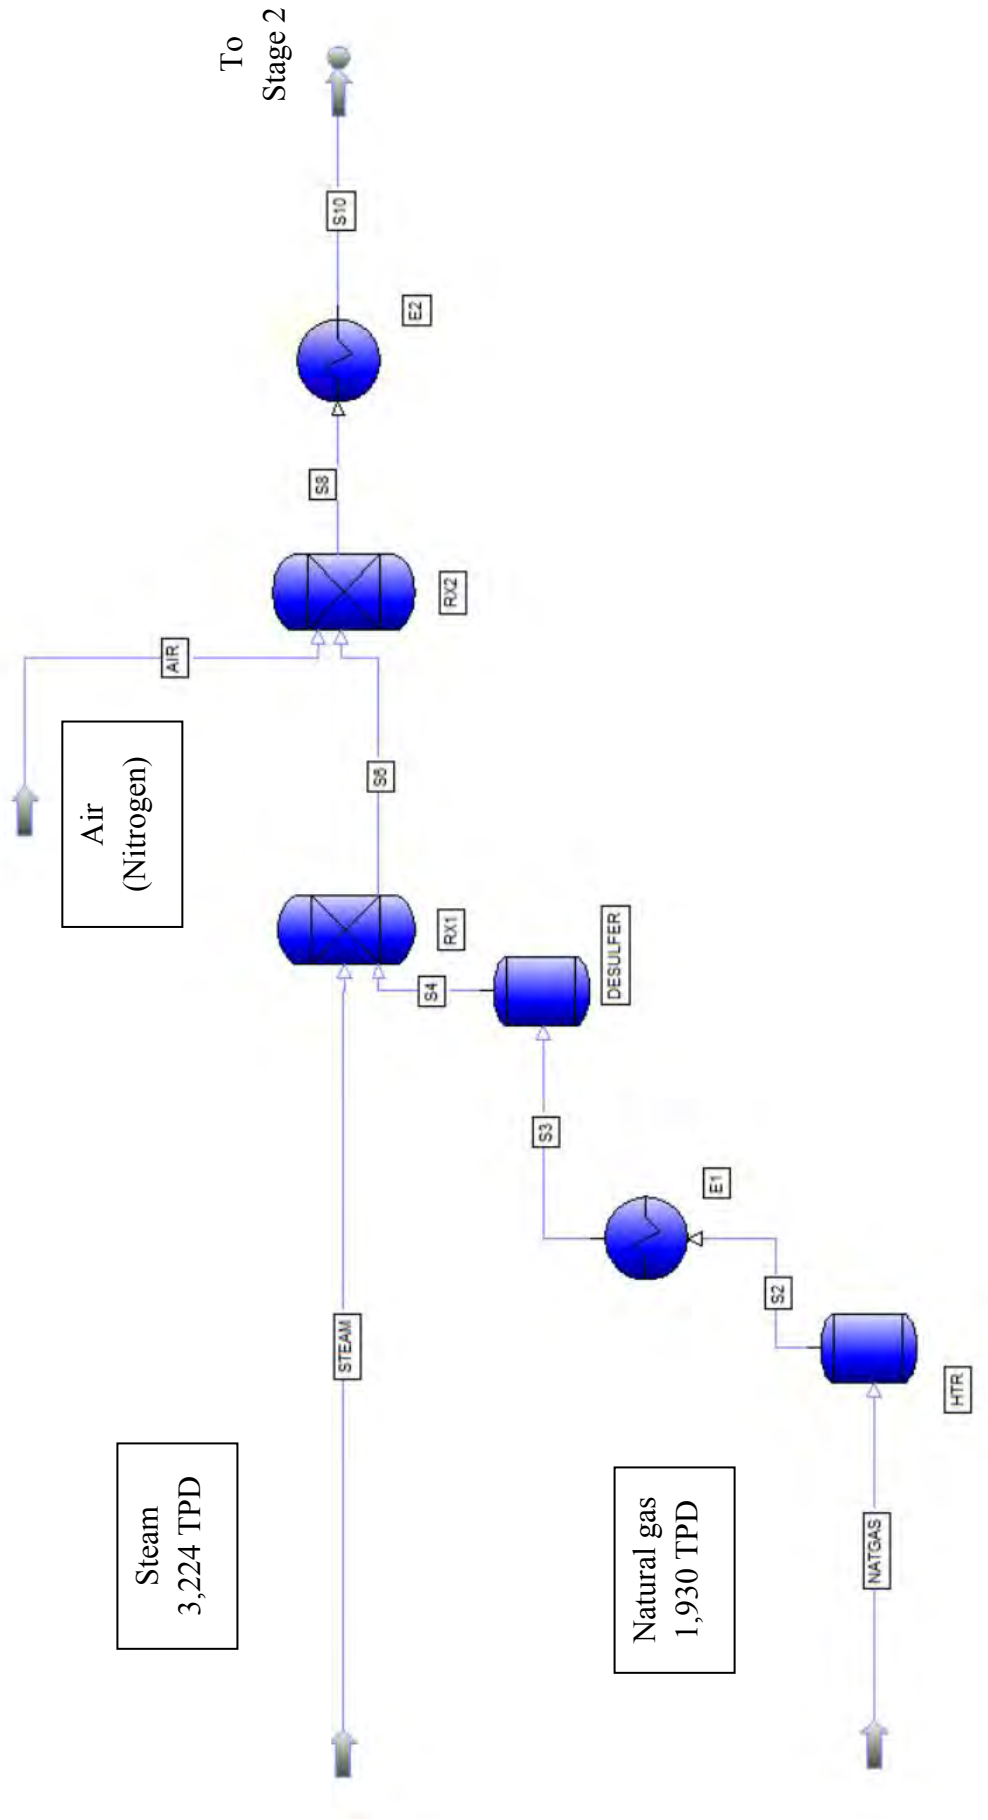 Steam
3,224 TPD
Natural gas
1,930 TPD
Air
(Nitrogen)
To
Stage 2
STEAM
NATGAS
HTR
S2
E1
S3
DESULFER
S4
RX1
S6
AIR
RX2
S8
E2
S10